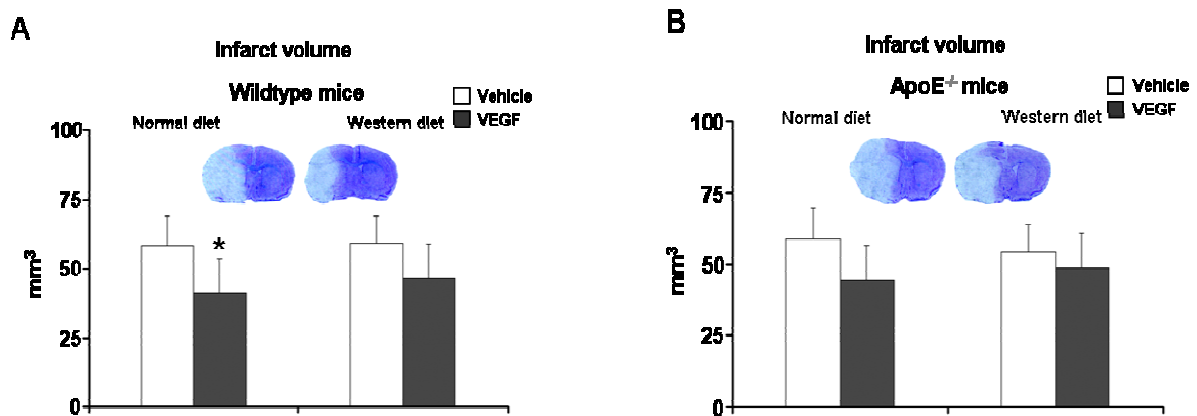 A
Infarct volume
Wildtype mice
Vehicle
VEGF
Normal diet
Western diet
100
75
50
25
0
mm³
*
B
Infarct volume
ApoE⁻/⁻ mice
Vehicle
VEGF
Normal diet
Western diet
100
75
50
25
0
mm³